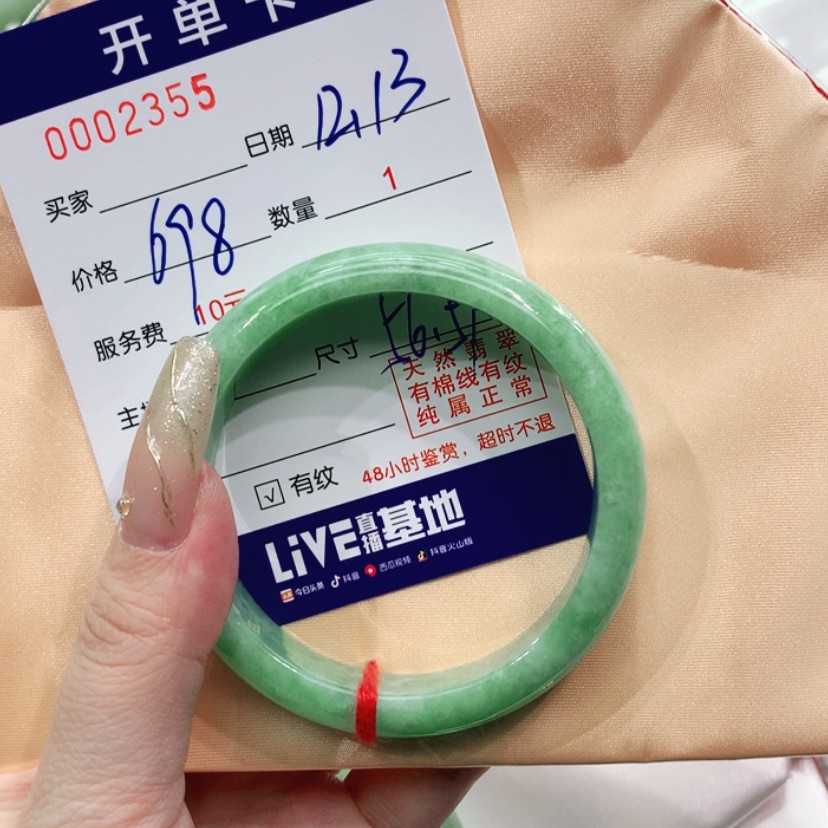 开单卡
0002355
日期 12.13
买家
数量 1
价格 698
服务费 10元
尺寸 56.5
天然翡翠
有棉线有纹
纯属正常
√ 有纹
48小时鉴赏，超时不退
LiVE直播基地
今日头条 抖音 西瓜视频 抖音火山版